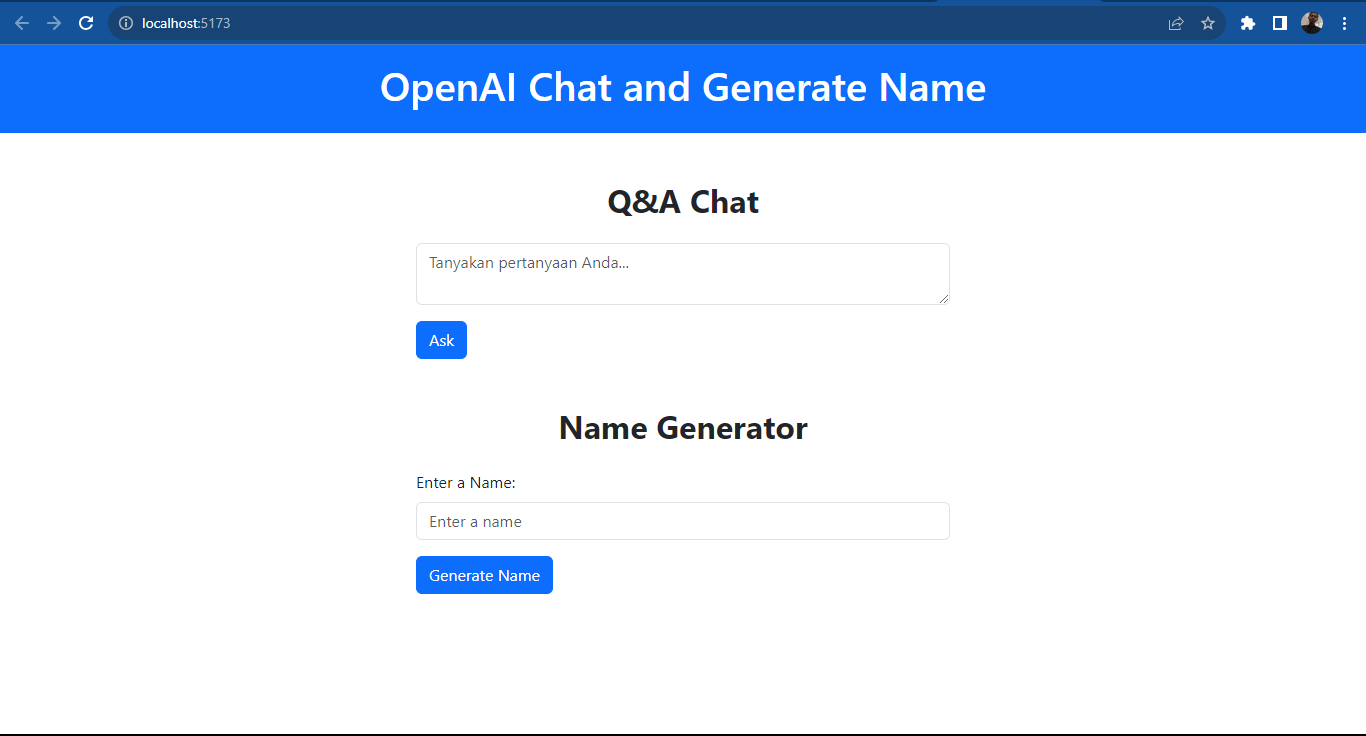 localhost:5173
OpenAI Chat and Generate Name
Q&A Chat
Tanyakan pertanyaan Anda...
Ask
Name Generator
Enter a Name:
Enter a name
Generate Name